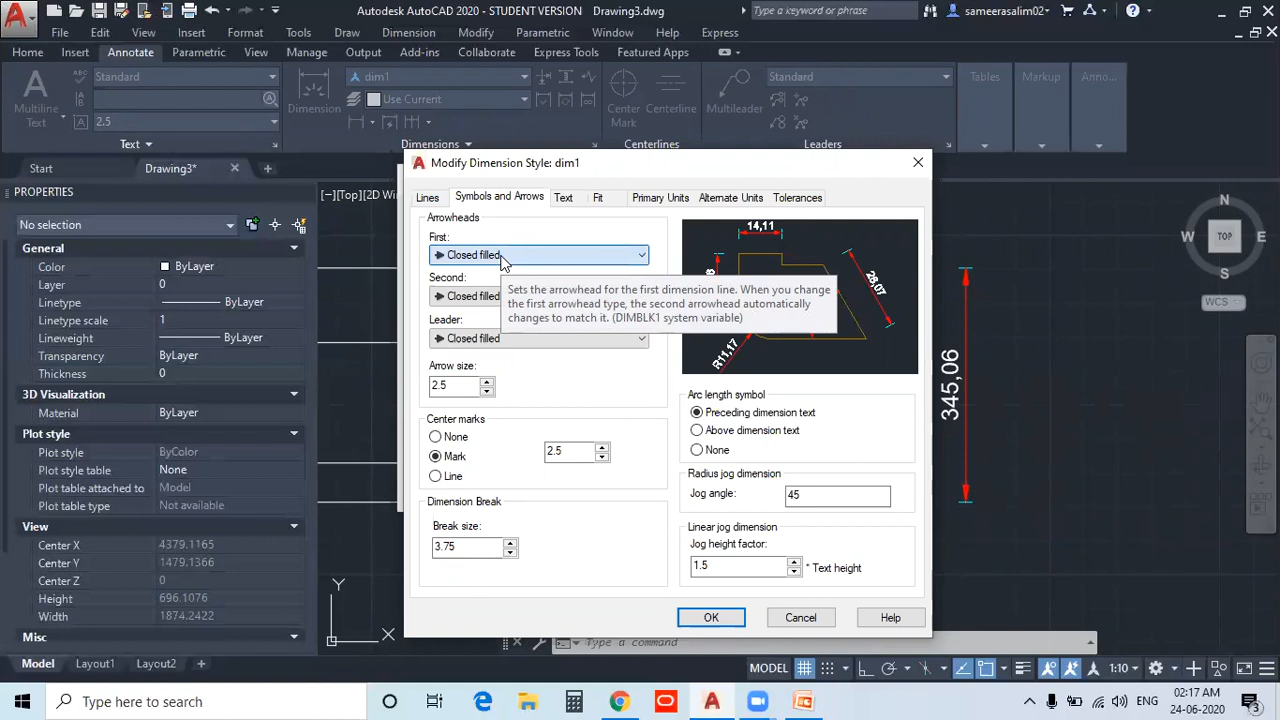 Autodesk AutoCAD 2020 - STUDENT VERSION Drawing3.dwg
Type a keyword or phrase
sameerasalim02
File Edit View Insert Format Tools Draw Dimension Modify Parametric Window Help Express
Home Insert Annotate Parametric View Manage Output Add-ins Collaborate Express Tools Featured Apps
A
Multiline
Text
ABC
Standard
2.5
Text
Dimension
dim1
Use Current
Dimensions
Center
Mark
Centerline
Centerlines
Multileader
Standard
Leaders
Tables
Markup
Anno...
Start
Drawing3*
PROPERTIES
No selection
General
Color ByLayer
Layer 0
Linetype ByLayer
Linetype scale 1
Lineweight ByLayer
Transparency ByLayer
Thickness 0
3D Visualization
Material ByLayer
Plot style
Plot style ByColor
Plot style table None
Plot table attached to Model
Plot table type Not available
View
Center X 4379.1165
Center Y 1479.1366
Center Z 0
Height 696.1076
Width 1874.2422
Misc
[-][Top][2D Wi
Modify Dimension Style: dim1
Lines Symbols and Arrows Text Fit Primary Units Alternate Units Tolerances
Arrowheads
First:
Closed filled
Second:
Closed filled
Sets the arrowhead for the first dimension line. When you change
the first arrowhead type, the second arrowhead automatically
changes to match it. (DIMBLK1 system variable)
Leader:
Closed filled
Arrow size:
2.5
Center marks
None
Mark
2.5
Line
Dimension Break
Break size:
3.75
14,11
28,07
R11,17
Arc length symbol
Preceding dimension text
Above dimension text
None
Radius jog dimension
Jog angle: 45
Linear jog dimension
Jog height factor:
1.5 * Text height
OK Cancel Help
345,06
N
W TOP E
S
WCS
Y
X
Type a command
Model Layout1 Layout2 +
MODEL
1:10
Type here to search
ENG
02:17 AM
24-06-2020
3